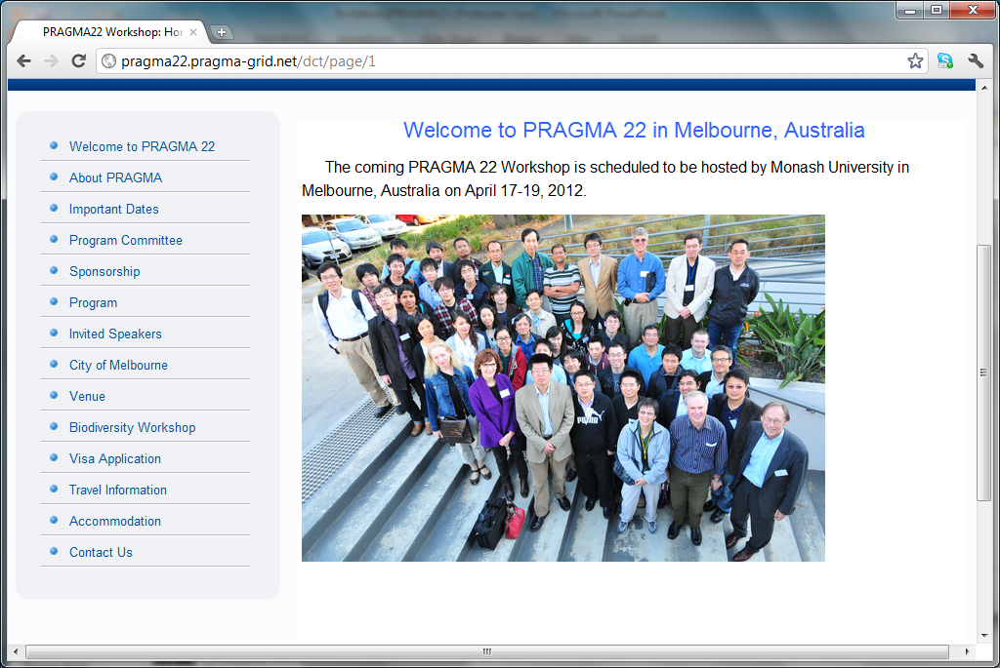 PRAGMA22 Workshop: Ho
pragma22.pragma-grid.net/dct/page/1
Welcome to PRAGMA 22
About PRAGMA
Important Dates
Program Committee
Sponsorship
Program
Invited Speakers
City of Melbourne
Venue
Biodiversity Workshop
Visa Application
Travel Information
Accommodation
Contact Us
Welcome to PRAGMA 22 in Melbourne, Australia
The coming PRAGMA 22 Workshop is scheduled to be hosted by Monash University in
Melbourne, Australia on April 17-19, 2012.
PUMA